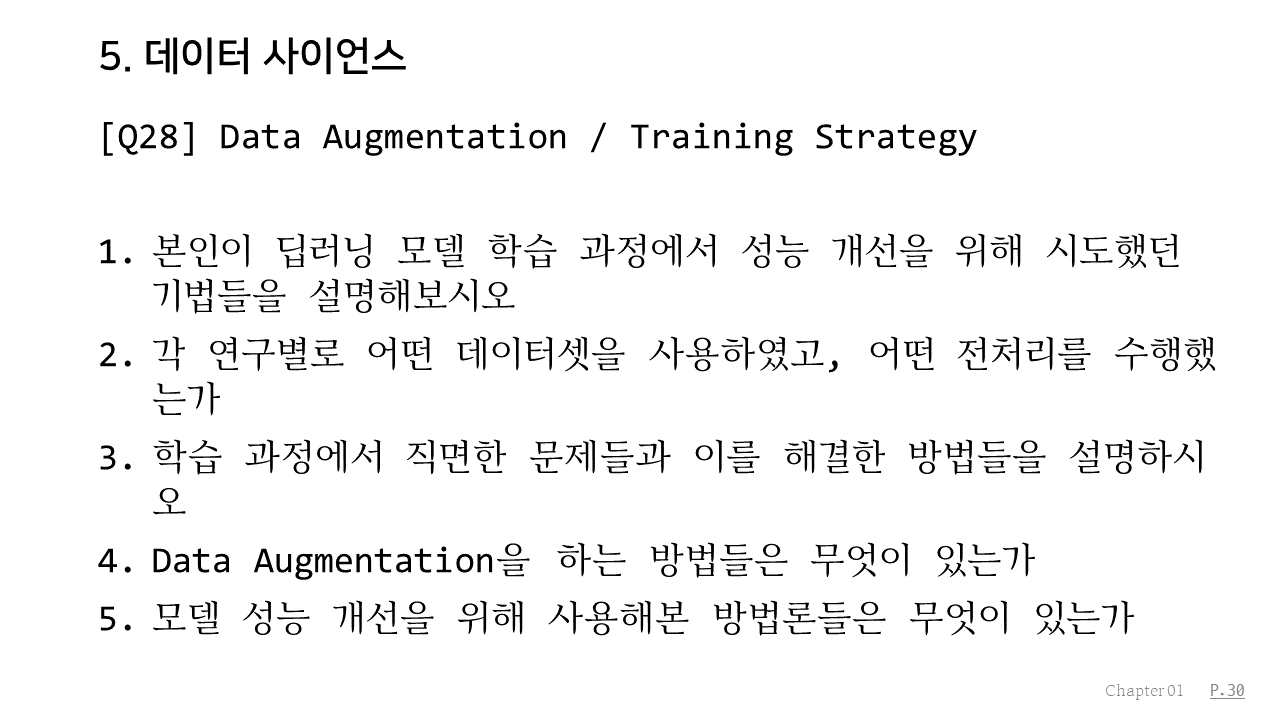 5. 데이터 사이언스
[Q28] Data Augmentation / Training Strategy
1. 본인이 딥러닝 모델 학습 과정에서 성능 개선을 위해 시도했던
기법들을 설명해보시오
2. 각 연구별로 어떤 데이터셋을 사용하였고, 어떤 전처리를 수행했
는가
3. 학습 과정에서 직면한 문제들과 이를 해결한 방법들을 설명하시
오
4. Data Augmentation을 하는 방법들은 무엇이 있는가
5. 모델 성능 개선을 위해 사용해본 방법론들은 무엇이 있는가
Chapter 01 P.30